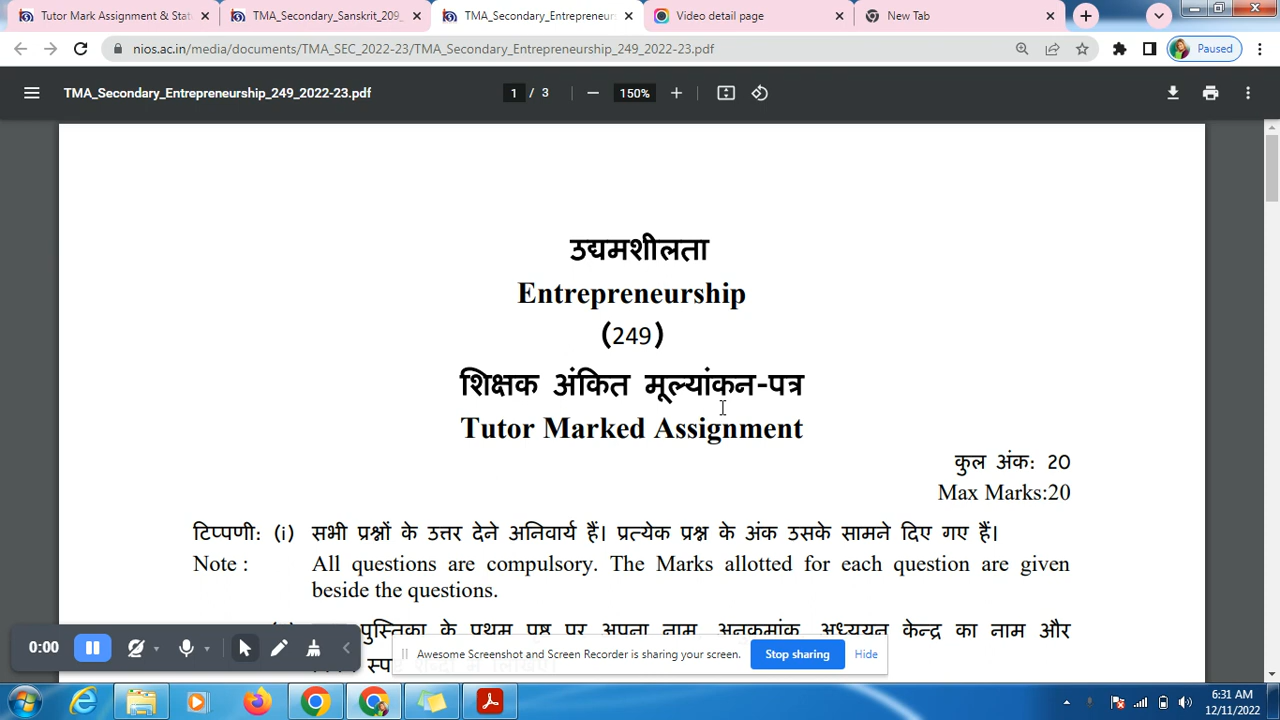 Tutor Mark Assignment & Stat
TMA_Secondary_Sanskrit_209
TMA_Secondary_Entrepreneur
Video detail page
New Tab
nios.ac.in/media/documents/TMA_SEC_2022-23/TMA_Secondary_Entrepreneurship_249_2022-23.pdf
Paused
TMA_Secondary_Entrepreneurship_249_2022-23.pdf
1 / 3
150%
उद्यमशीलता
Entrepreneurship
(249)
शिक्षक अंकित मूल्यांकन-पत्र
Tutor Marked Assignment
कुल अंक: 20
Max Marks:20
टिप्पणी: (i) सभी प्रश्नों के उत्तर देने अनिवार्य हैं। प्रत्येक प्रश्न के अंक उसके सामने दिए गए हैं।
Note : All questions are compulsory. The Marks allotted for each question are given
beside the questions.
पुस्तिका के प्रथम पृष्ठ पर अपना नाम, अनुक्रमांक, अध्ययन केन्द्र का नाम और
00:00
Awesome Screenshot and Screen Recorder is sharing your screen.
Stop sharing
Hide
6:31 AM
12/11/2022